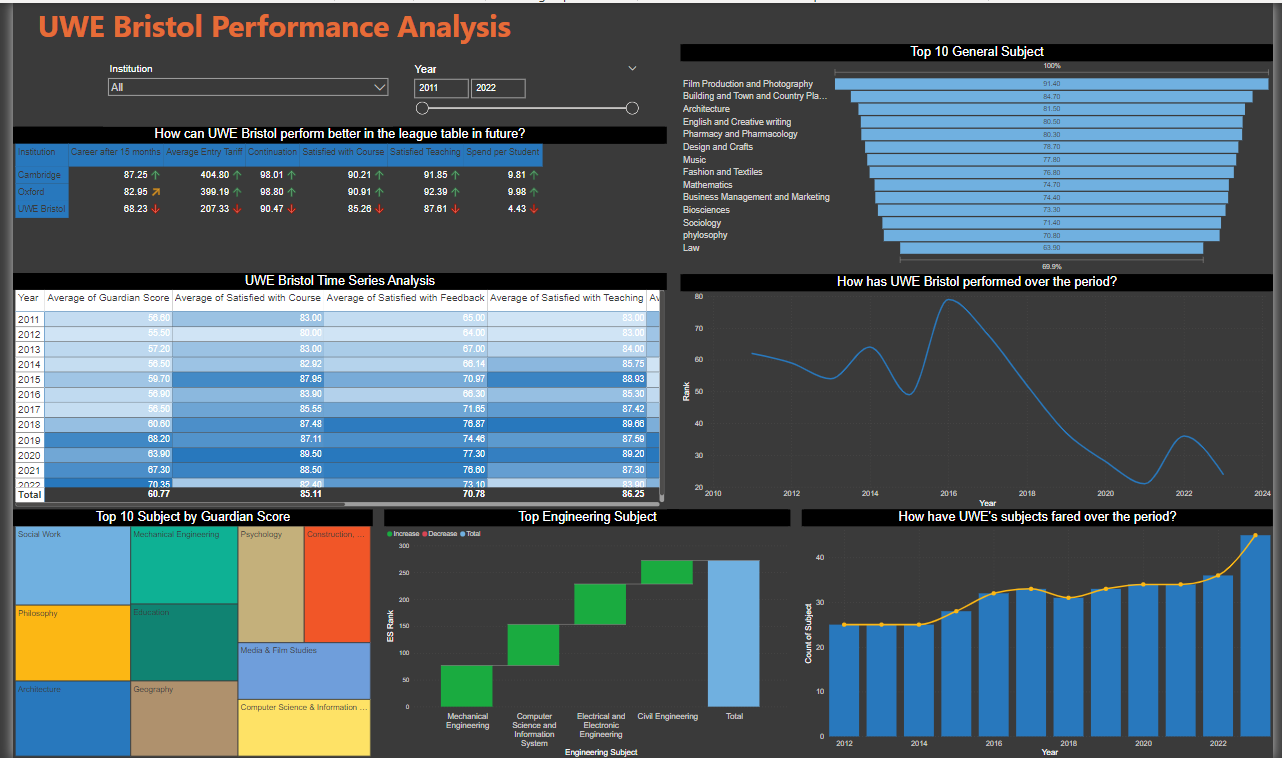 UWE Bristol Performance Analysis
Institution
All
Year
2011 2022
How can UWE Bristol perform better in the league table in future?
Institution Career after 15 months Average Entry Tariff Continuation Satisfied with Course Satisfied Teaching Spend per Student
Cambridge 87.25 404.80 98.01 90.21 91.85 9.81
Oxford 82.95 399.19 98.80 90.91 92.39 9.98
UWE Bristol 68.23 207.33 90.47 85.26 87.61 4.43
Top 10 General Subject
100%
Film Production and Photography 91.40
Building and Town and Country Pla... 84.70
Architecture 81.50
English and Creative writing 80.50
Pharmacy and Pharmacology 80.30
Design and Crafts 78.70
Music 77.80
Fashion and Textiles 76.80
Mathematics 74.70
Business Management and Marketing 74.40
Biosciences 73.30
Sociology 71.40
phylosophy 70.80
Law 63.90
69.9%
UWE Bristol Time Series Analysis
Year Average of Guardian Score Average of Satisfied with Course Average of Satisfied with Feedback Average of Satisfied with Teaching Av
2011 56.60 83.00 65.00 83.00
2012 55.50 80.00 64.00 83.00
2013 57.20 83.00 67.00 84.00
2014 56.50 82.92 66.14 85.75
2015 59.70 87.95 70.97 88.93
2016 56.90 83.90 66.30 85.30
2017 56.50 85.55 71.65 87.42
2018 60.60 87.48 76.87 89.66
2019 68.20 87.11 74.46 87.59
2020 63.90 89.50 77.30 89.20
2021 67.30 88.50 76.60 87.30
2022 70.35 82.40 73.10 83.90
Total 60.77 85.11 70.78 86.25
How has UWE Bristol performed over the period?
80
70
60
50
40
30
20
Rank
2010 2012 2014 2016 2018 2020 2022 2024
Year
Top 10 Subject by Guardian Score
Social Work
Mechanical Engineering
Psychology
Construction, ...
Philosophy
Education
Media & Film Studies
Architecture
Geography
Computer Science & Information ...
Top Engineering Subject
Increase Decrease Total
300
250
200
150
100
50
0
ES Rank
Mechanical Engineering
Computer Science and Information System
Electrical and Electronic Engineering
Civil Engineering
Total
Engineering Subject
How have UWE's subjects fared over the period?
40
30
20
10
0
Count of Subject
2012 2014 2016 2018 2020 2022
Year